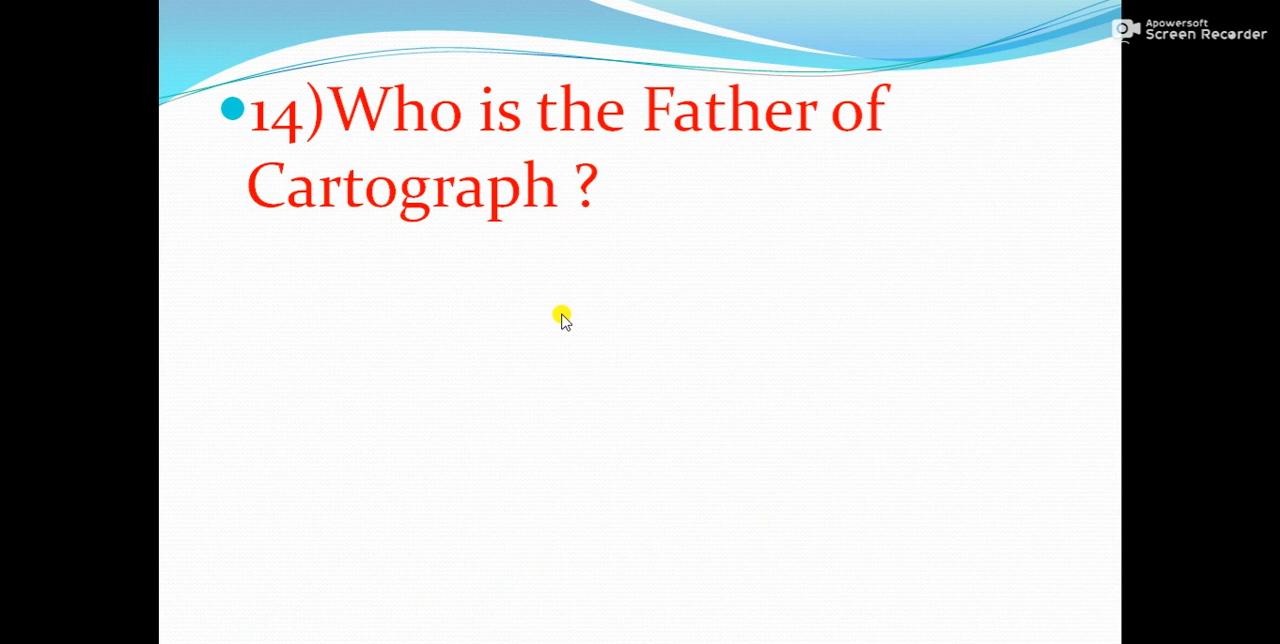 Apowersoft
Screen Recorder
14)Who is the Father of
Cartograph ?